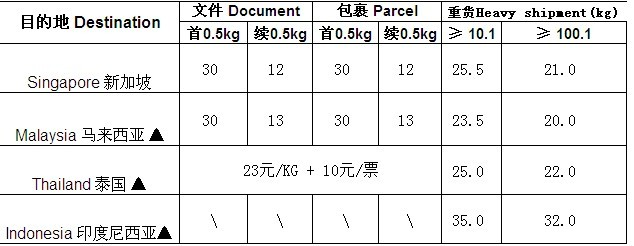 目的地 Destination 文件 Document 包裹 Parcel 重货Heavy shipment(kg)
首0.5kg 续0.5kg 首0.5kg 续0.5kg ≥ 10.1 ≥ 100.1
Singapore 新加坡 30 12 30 12 25.5 21.0
Malaysia 马来西亚 ▲ 30 13 30 13 23.5 20.0
Thailand 泰国 ▲ 23元/KG + 10元/票 25.0 22.0
Indonesia 印度尼西亚▲ \ \ \ \ 35.0 32.0